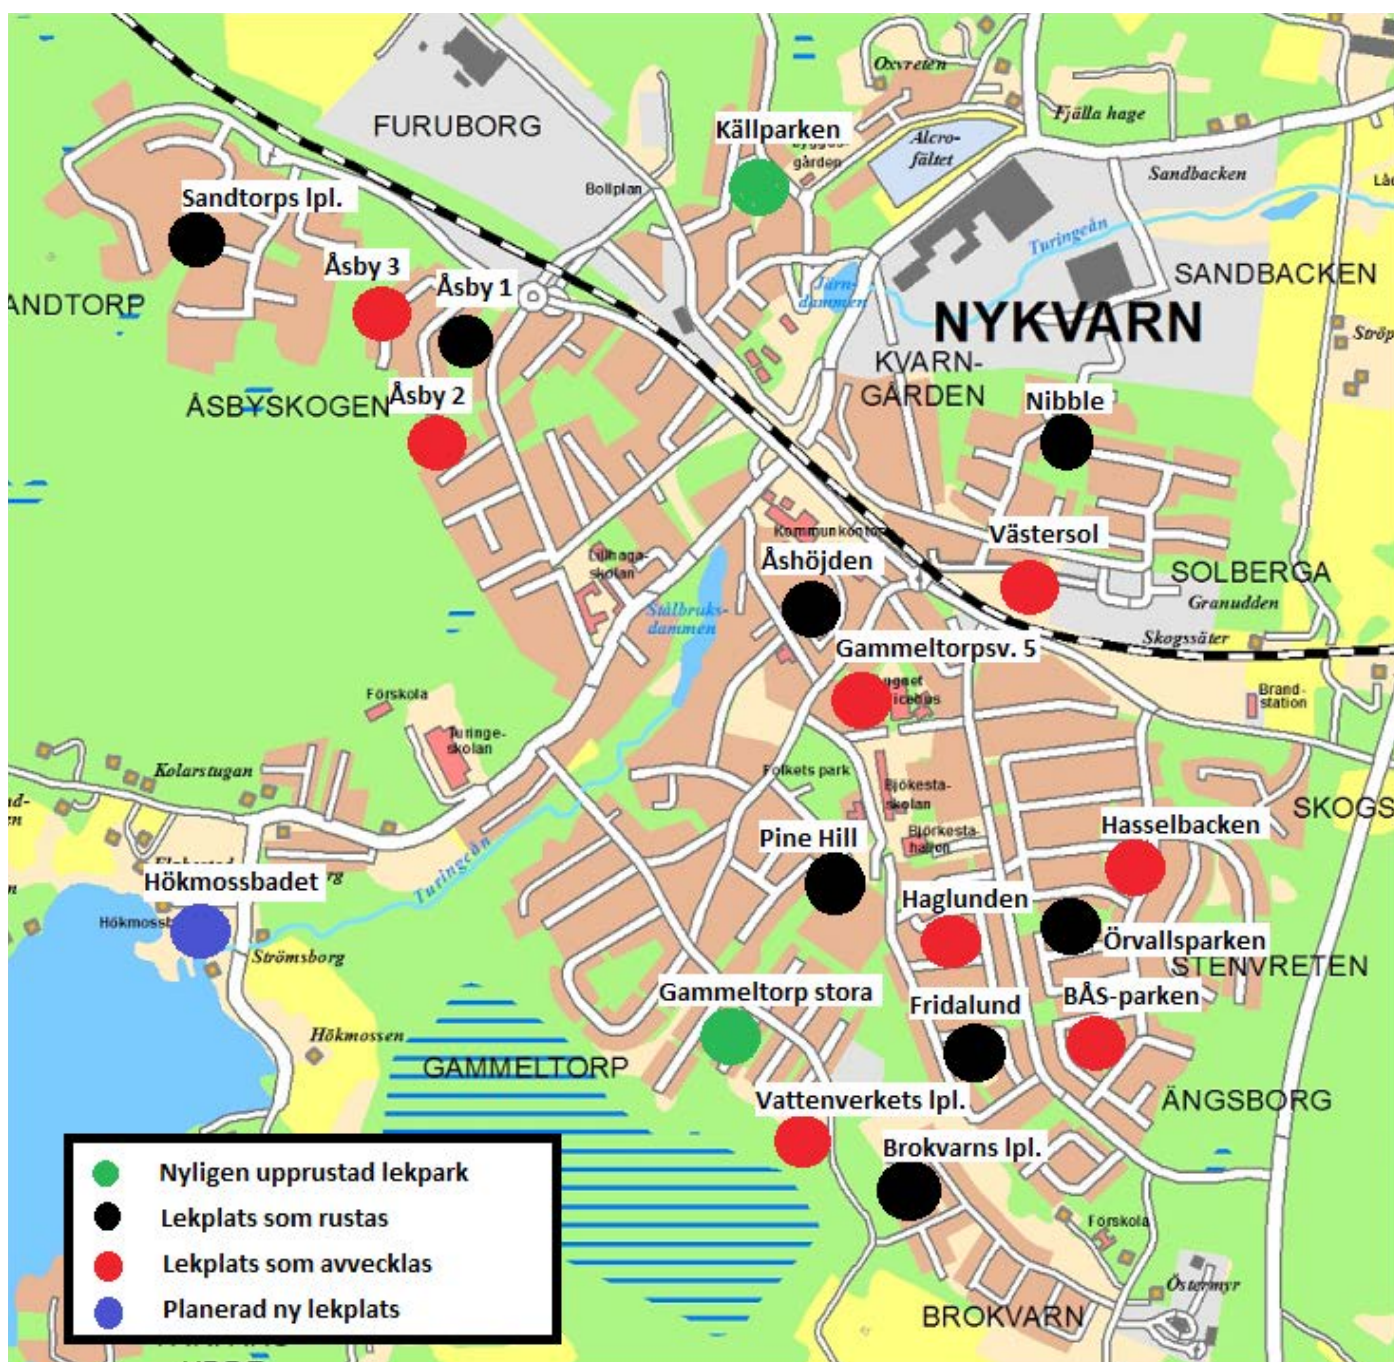 Oxvreten
FURUBORG
Källparken
Alcro-
fältet
Fjälla hage
gården
Bollplan
Sandbacken
Sandtorps lpl.
Turingeån
Åsby 3
Åsby 1
Järn-
dammen
SANDBACKEN
ANDTORP
NYKVARN
Ströp
KVARN-
GÅRDEN
ÅSBYSKOGEN
Åsby 2
Nibble
Kommunkontor
Västersol
Lillhaga-
skolan
Åshöjden
SOLBERGA
Granudden
Stålbruks-
dammen
Skogssäter
Gammeltorpsv. 5
Förskola
Brand-
station
Turinge-
skolan
Kolarstugan
Folkets park
Bjökesta-
skolan
SKOGS
Pine Hill
Björkesta-
hallen
Hasselbacken
Turingeån
Hökmossbadet
Haglunden
Örvallsparken
Strömsborg
STENVRETEN
Gammeltorp stora
Fridalund
BÅS-parken
Hökmossen
GAMMELTORP
Vattenverkets lpl.
ÄNGSBORG
Brokvarns lpl.
Nyligen upprustad lekpark
Lekplats som rustas
Lekplats som avvecklas
Planerad ny lekplats
Förskola
Östermyr
BROKVARN